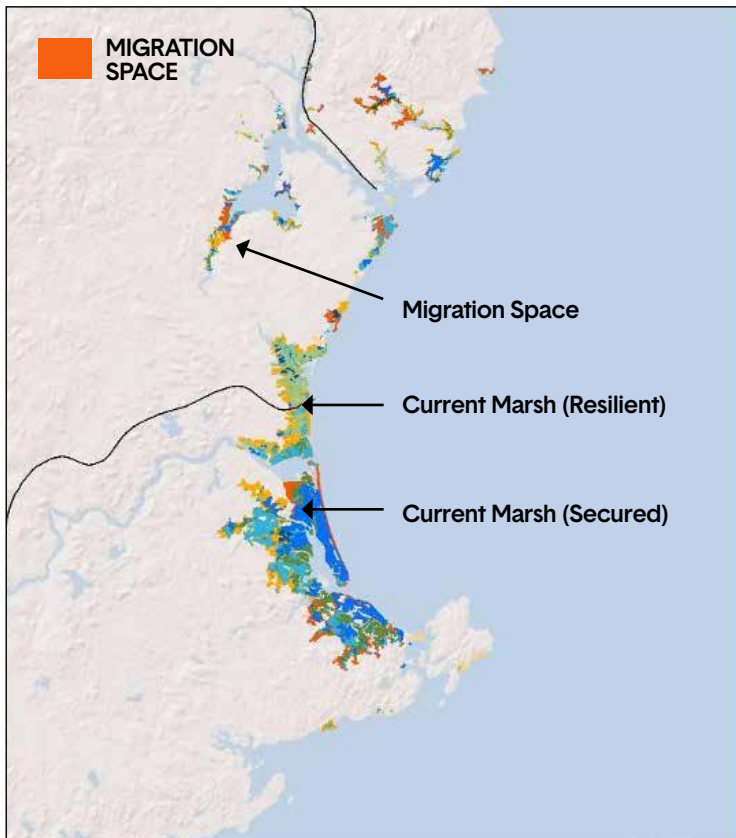 MIGRATION
SPACE
Migration Space
Current Marsh (Resilient)
Current Marsh (Secured)